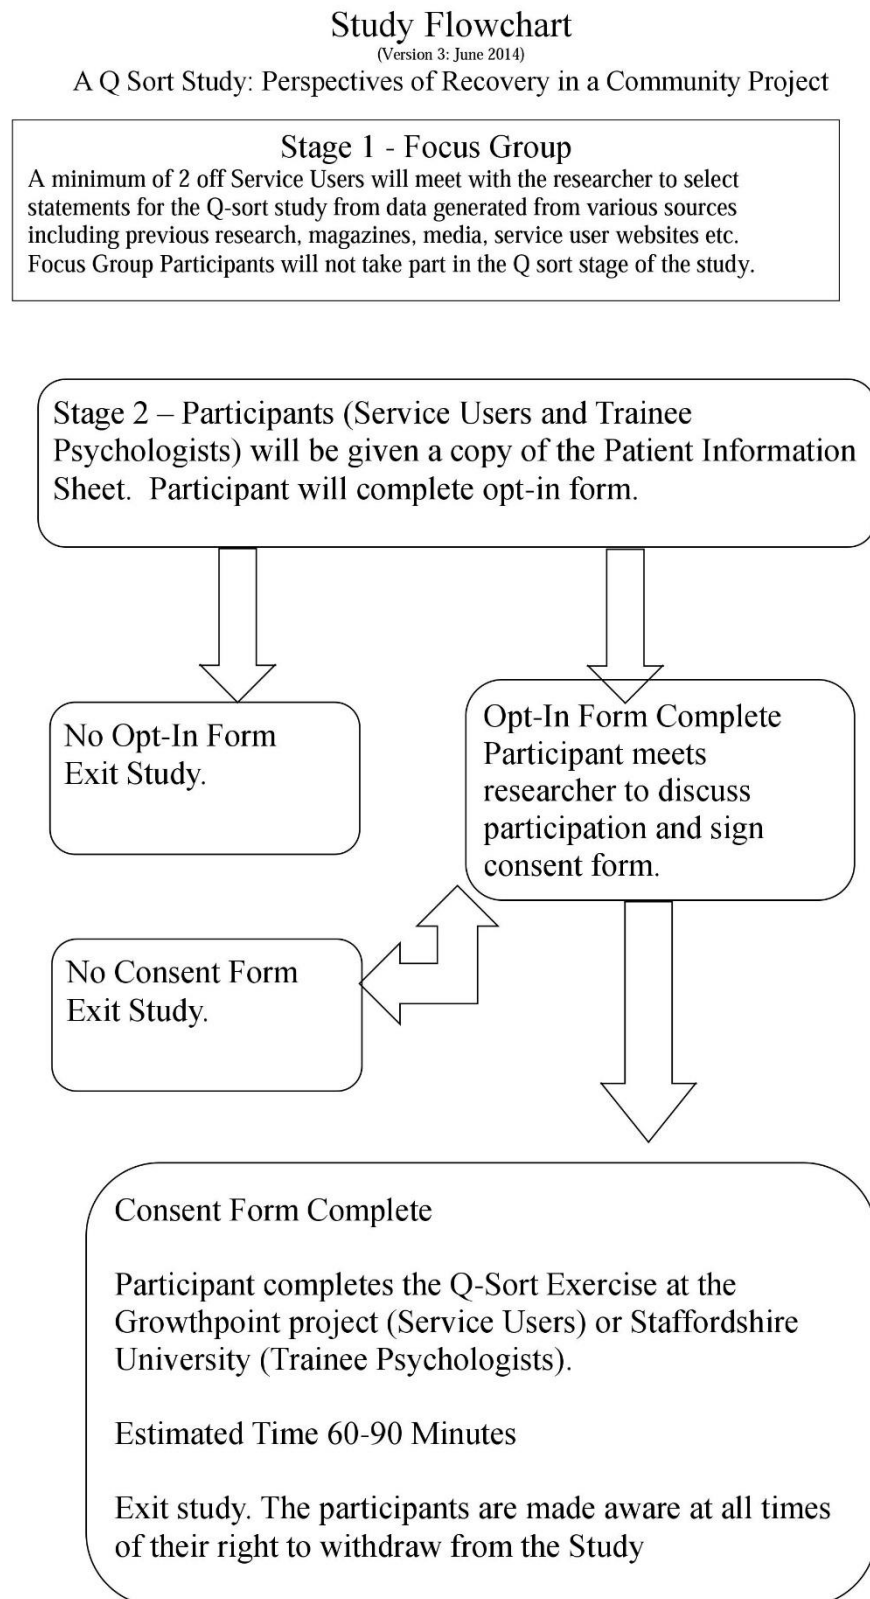 Study Flowchart
(Version 3: June 2014)
A Q Sort Study: Perspectives of Recovery in a Community Project
Stage 1 - Focus Group
A minimum of 2 off Service Users will meet with the researcher to select
statements for the Q-sort study from data generated from various sources
including previous research, magazines, media, service user websites etc.
Focus Group Participants will not take part in the Q sort stage of the study.
Stage 2 – Participants (Service Users and Trainee
Psychologists) will be given a copy of the Patient Information
Sheet.  Participant will complete opt-in form.
No Opt-In Form
Exit Study.
Opt-In Form Complete
Participant meets
researcher to discuss
participation and sign
consent form.
No Consent Form
Exit Study.
Consent Form Complete
Participant completes the Q-Sort Exercise at the
Growthpoint project (Service Users) or Staffordshire
University (Trainee Psychologists).
Estimated Time 60-90 Minutes
Exit study. The participants are made aware at all times
of their right to withdraw from the Study